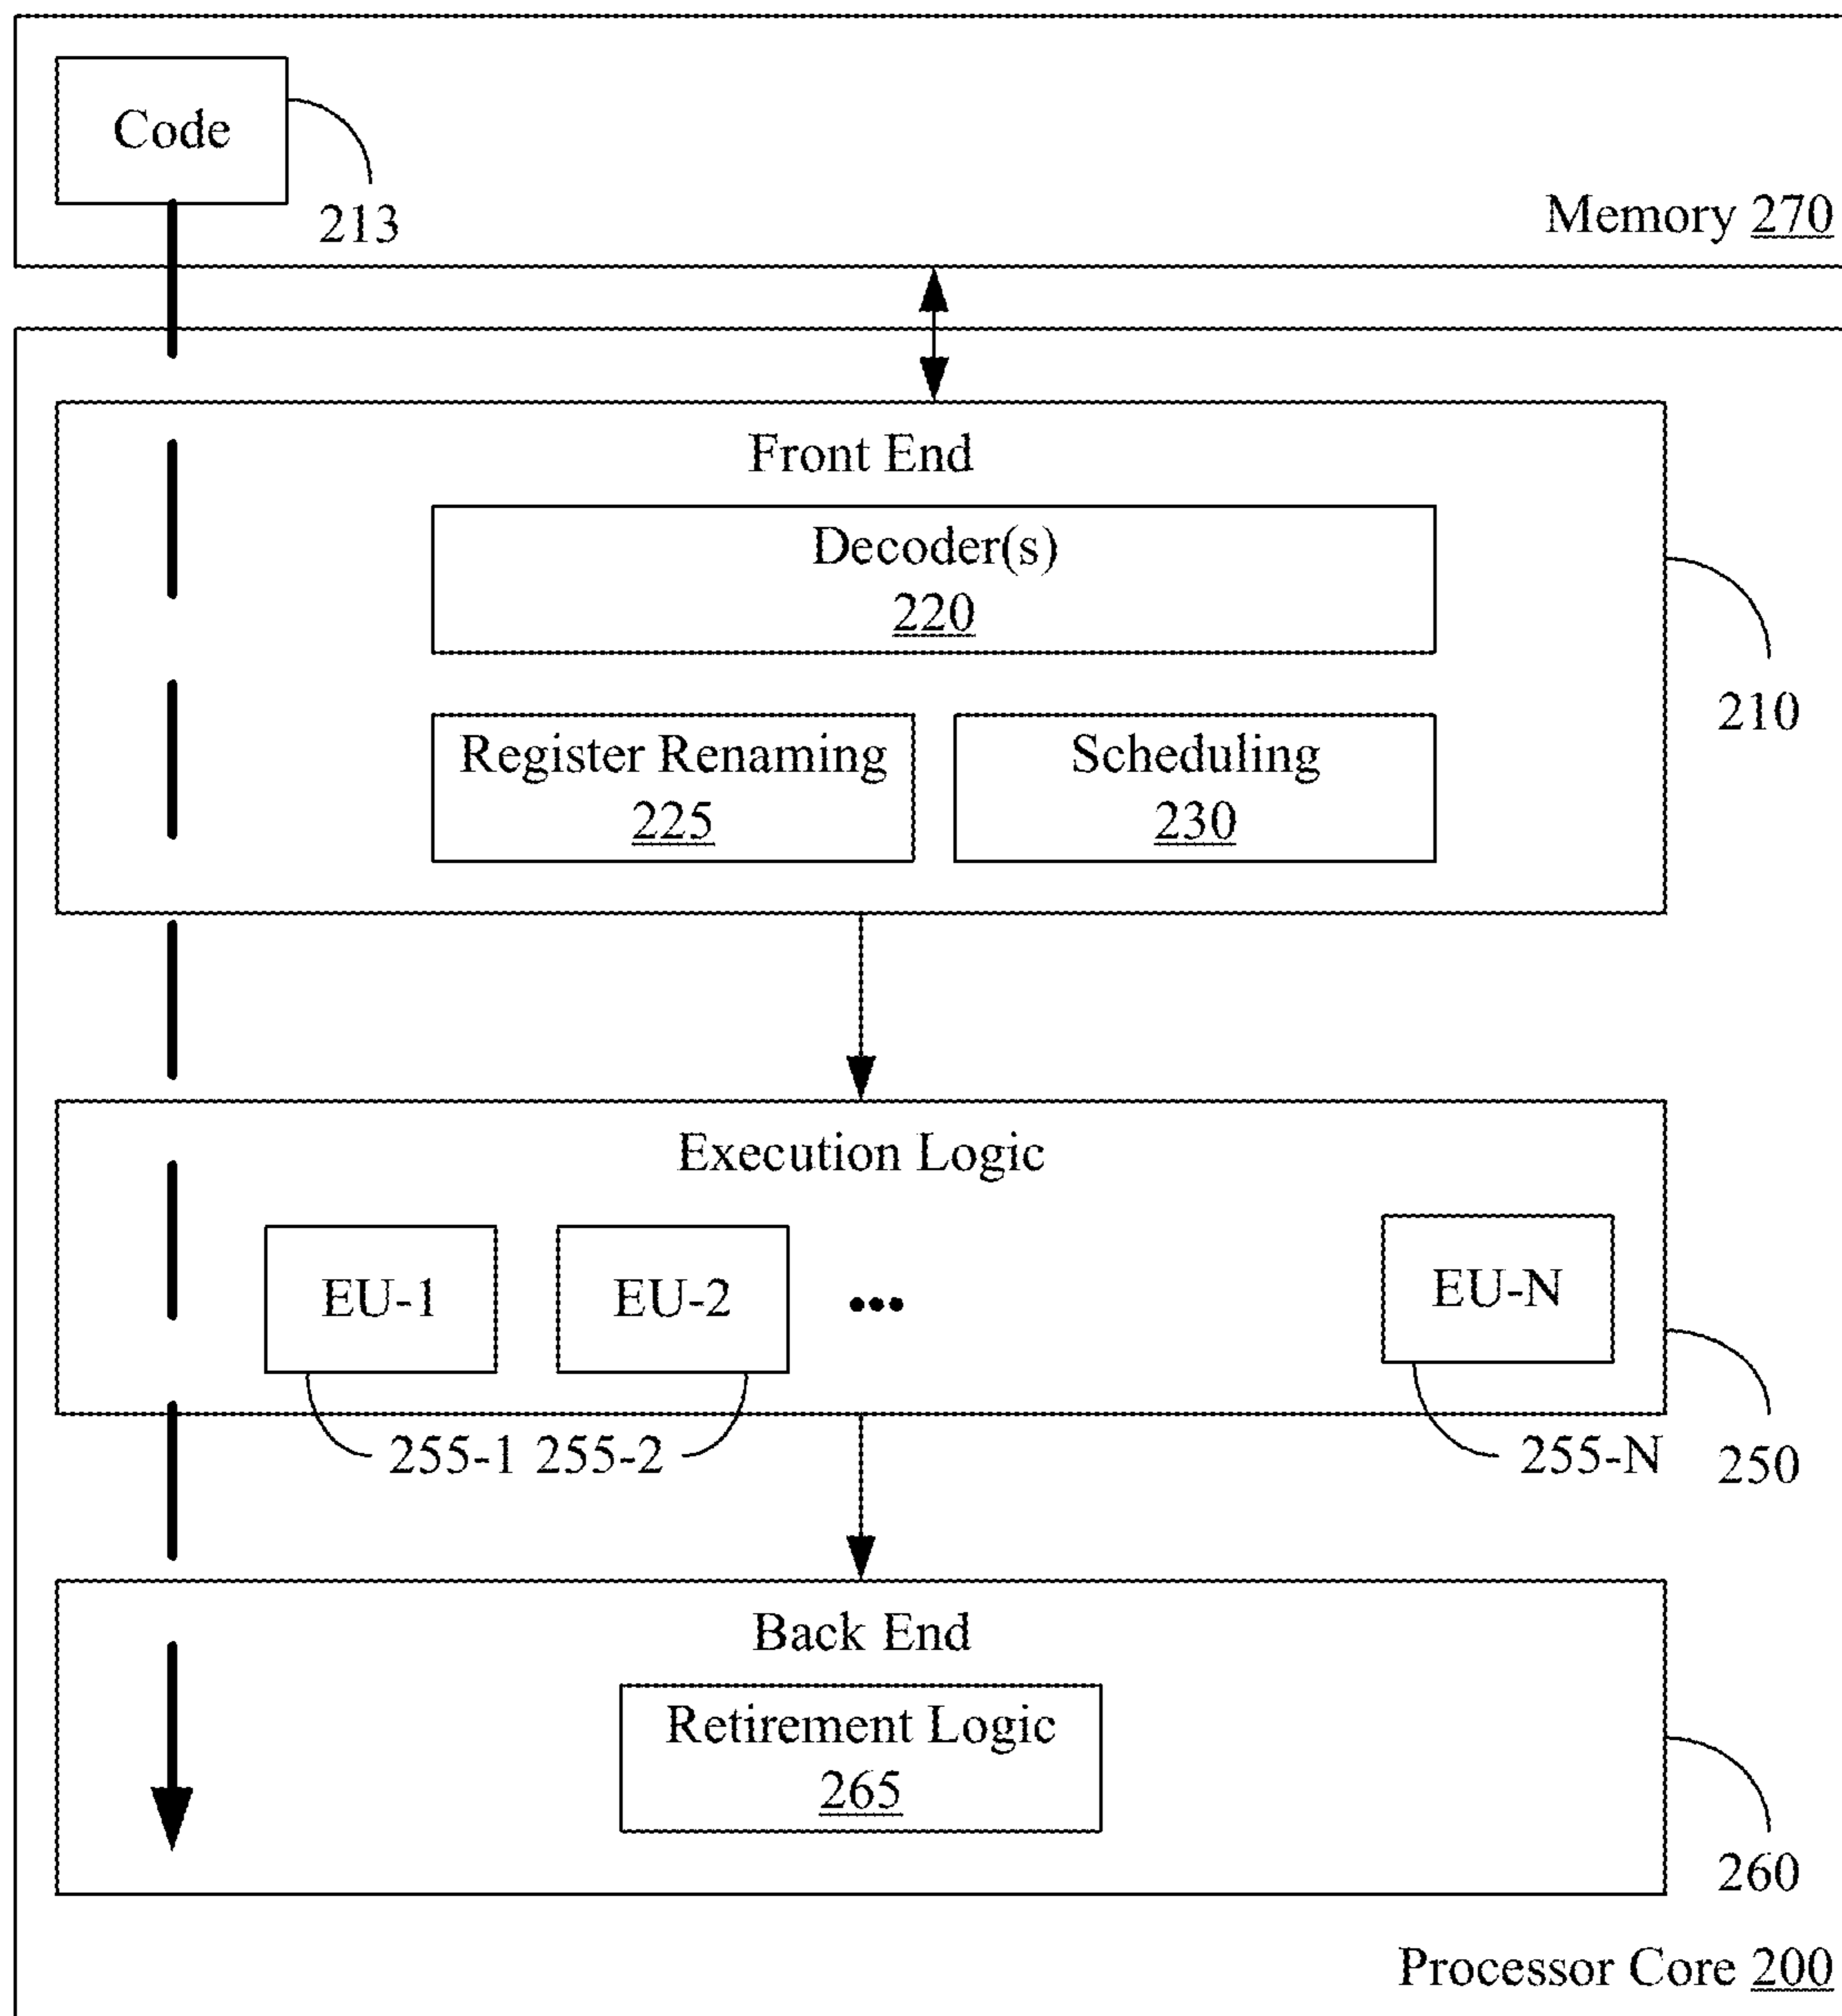 Code
213
Memory 270
Front End
Decoder(s)
220
210
Register Renaming
225
Scheduling
230
Execution Logic
EU-1
EU-2
•••
EU-N
255-1 255-2
255-N
250
Back End
Retirement Logic
265
260
Processor Core 200